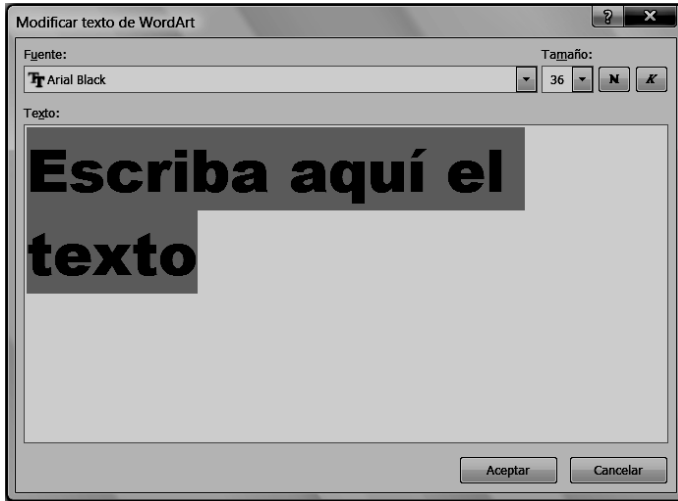 Modificar texto de WordArt
Fuente:
Tamaño:
Arial Black
36
N
K
Texto:
Escriba aquí el
texto
Aceptar
Cancelar